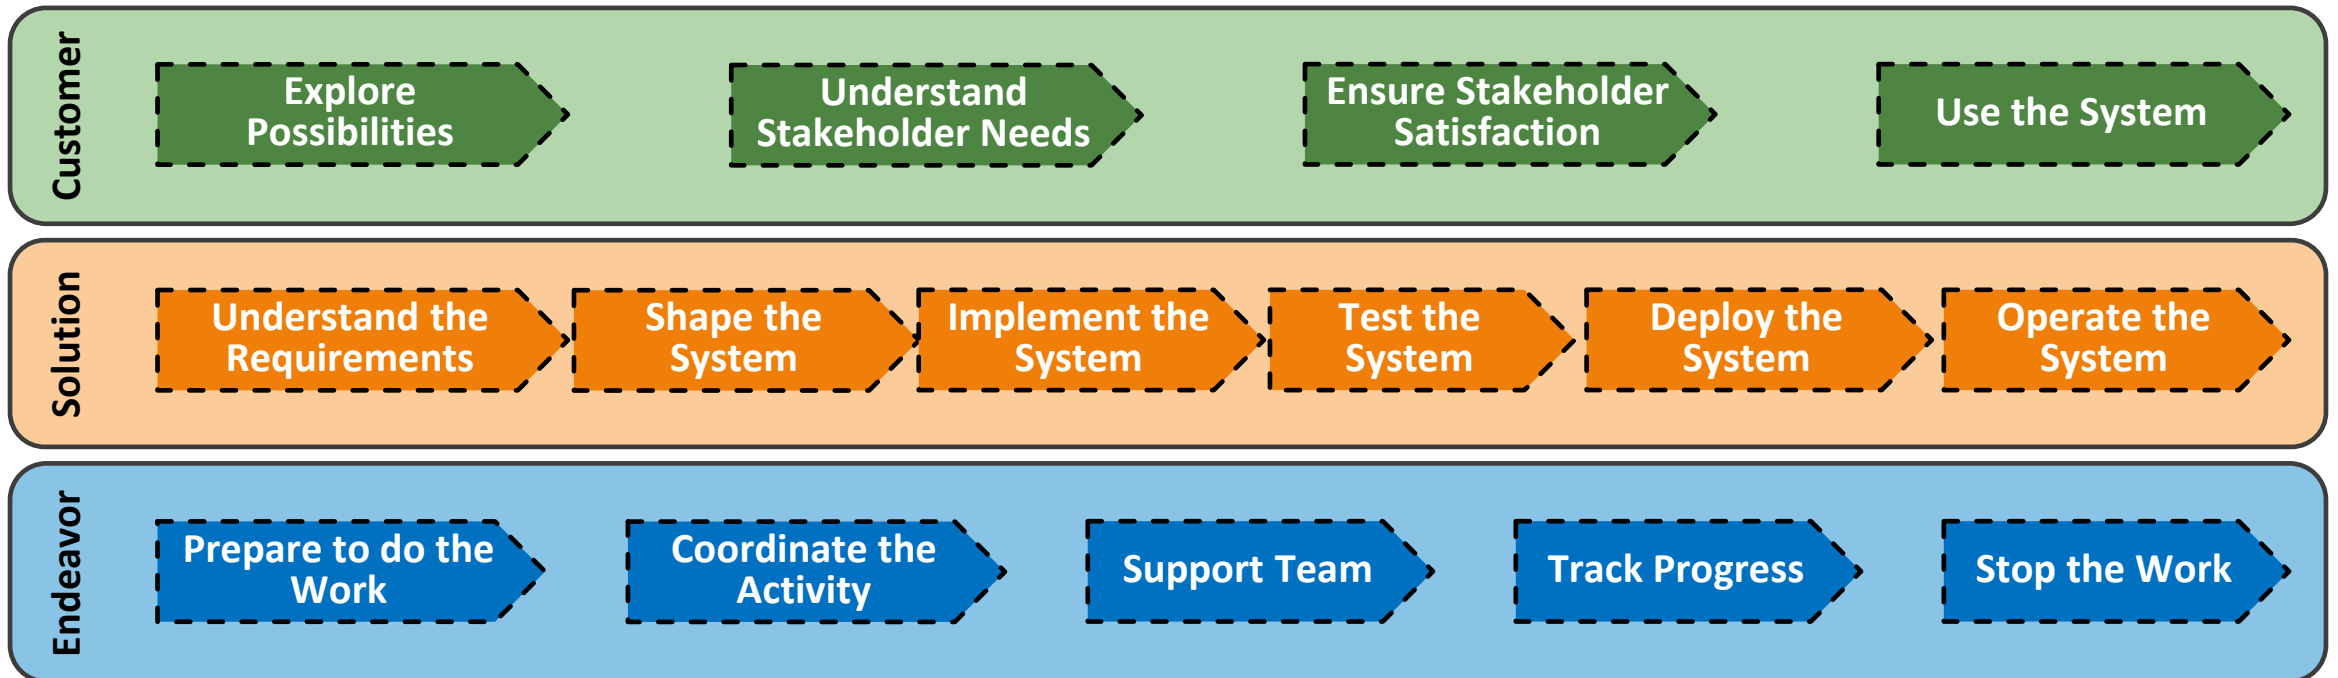 Customer
Explore
Possibilities
Understand
Stakeholder Needs
Ensure Stakeholder
Satisfaction
Use the System
Solution
Understand the
Requirements
Shape the
System
Implement the
System
Test the
System
Deploy the
System
Operate the
System
Endeavor
Prepare to do the
Work
Coordinate the
Activity
Support Team
Track Progress
Stop the Work